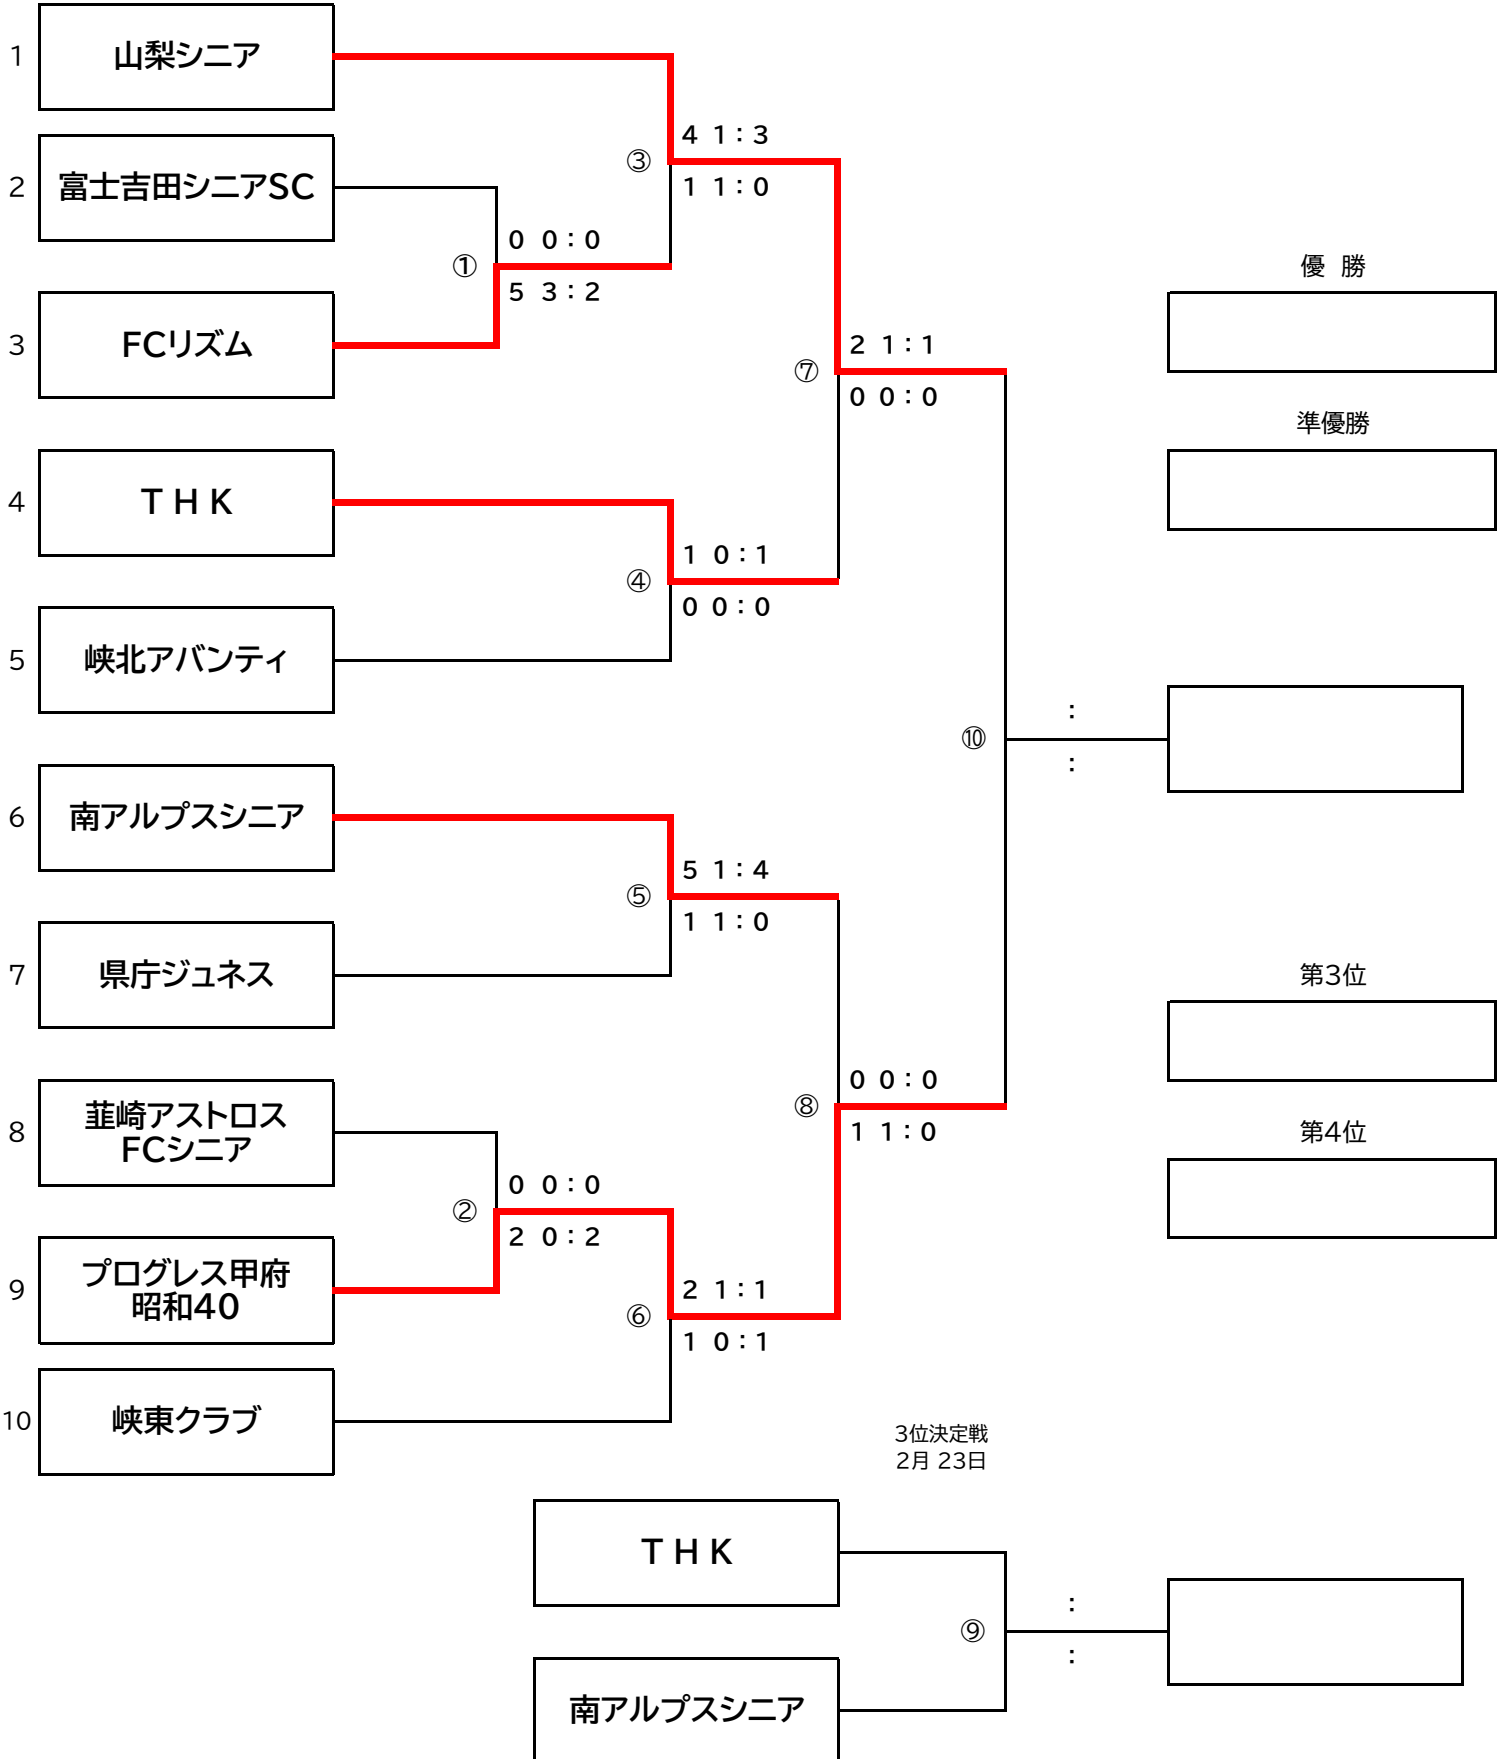 1
山梨シニア
4 1:3
③
1 1:0
2
富士吉田シニアSC
0 0:0
①
5 3:2
優 勝
3
FCリズム
2 1:1
⑦
0 0:0
準優勝
4
T H K
1 0:1
④
0 0:0
5
峡北アバンティ
:
⑩
:
6
南アルプスシニア
5 1:4
⑤
1 1:0
7
県庁ジュネス
第3位
0 0:0
⑧
1 1:0
8
韮崎アストロス
FCシニア
第4位
0 0:0
②
2 0:2
9
プログレス甲府
昭和40
2 1:1
⑥
1 0:1
10
峡東クラブ
3位決定戦
2月 23日
T H K
:
⑨
:
南アルプスシニア